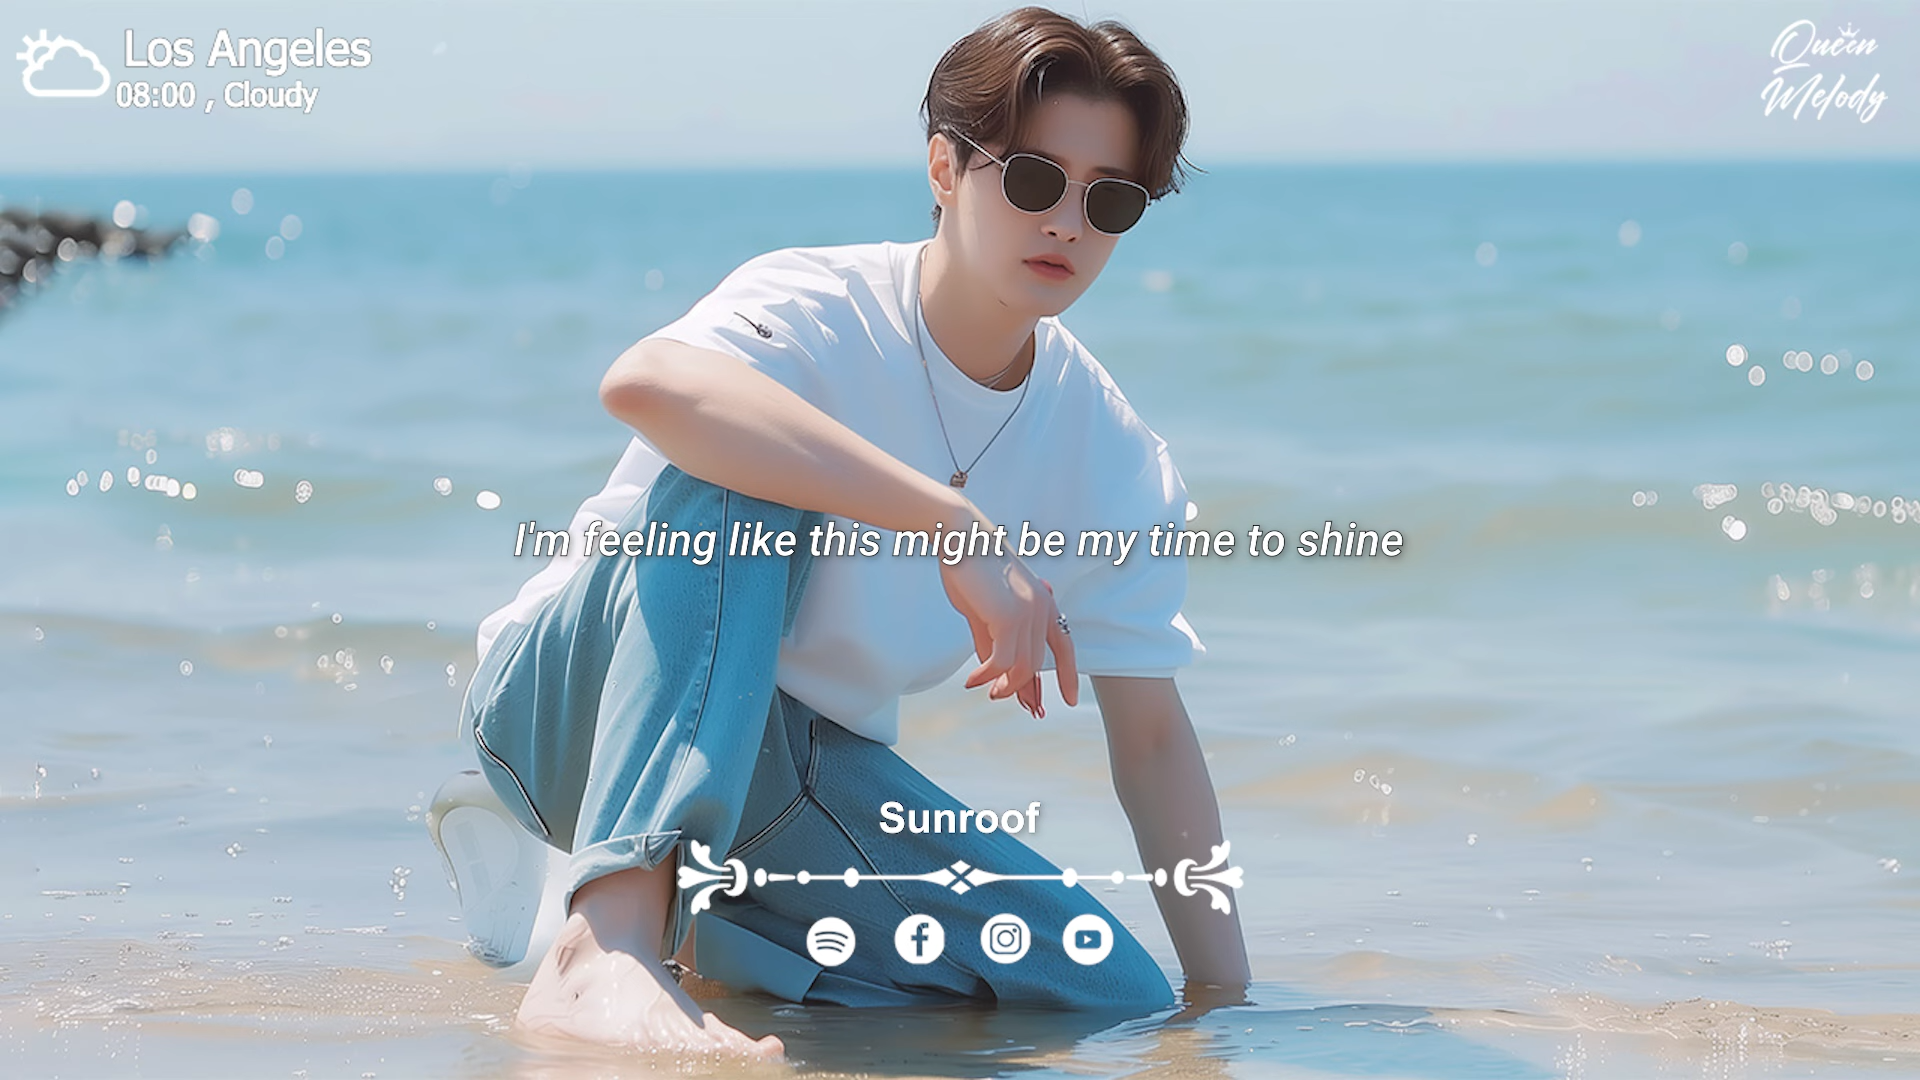 Los Angeles
08:00 , Cloudy
Queen
Melody
I'm feeling like this might be my time to shine
Sunroof